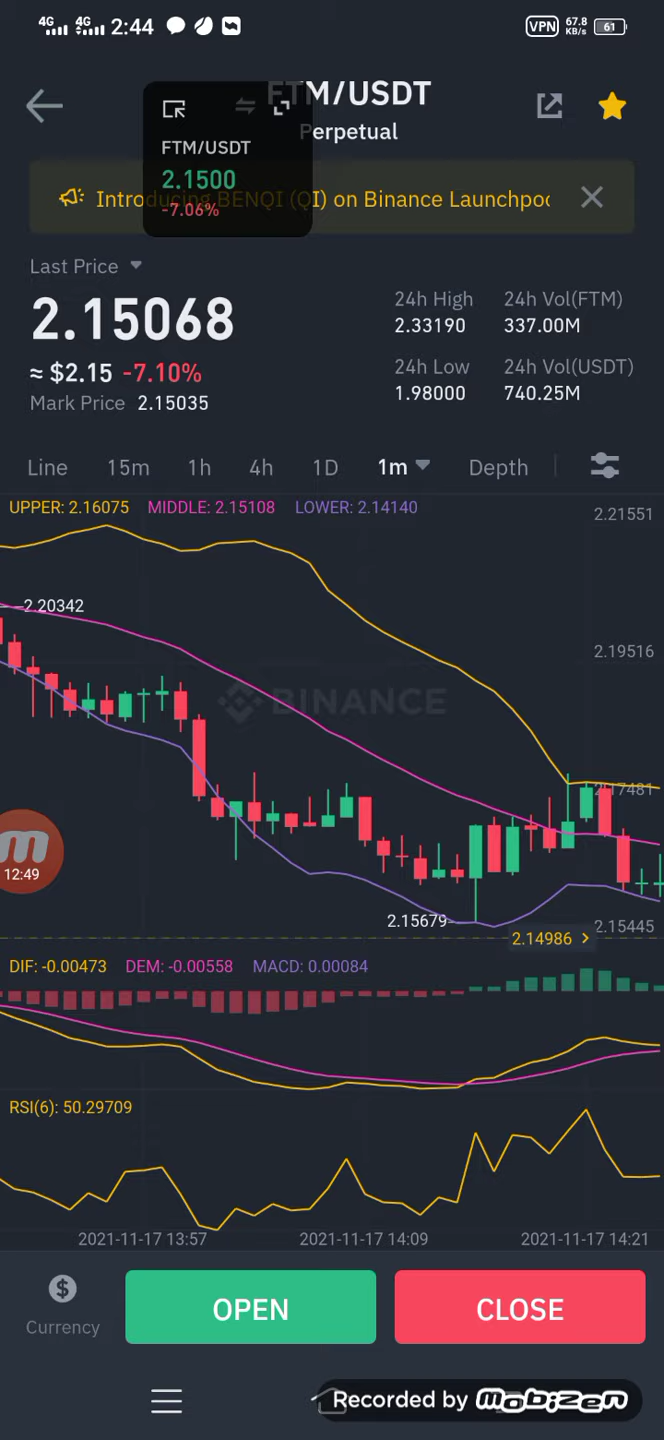 4G 4G 2:44 VPN 67.8 KB/s 61
FTM/USDT
Perpetual
FTM/USDT
2.1500
-7.06%
Introducing BENQI (QI) on Binance Launchpoo
Last Price
2.15068
≈ $2.15 -7.10%
Mark Price 2.15035
24h High 24h Vol(FTM)
2.33190 337.00M
24h Low 24h Vol(USDT)
1.98000 740.25M
Line 15m 1h 4h 1D 1m Depth
UPPER: 2.16075 MIDDLE: 2.15108 LOWER: 2.14140
2.21551
2.20342
2.19516
BINANCE
2.17481
m
12:49
2.15679
2.15445
2.14986
DIF: -0.00473 DEM: -0.00558 MACD: 0.00084
RSI(6): 50.29709
2021-11-17 13:57 2021-11-17 14:09 2021-11-17 14:21
$
Currency
OPEN
CLOSE
Recorded by mobizen